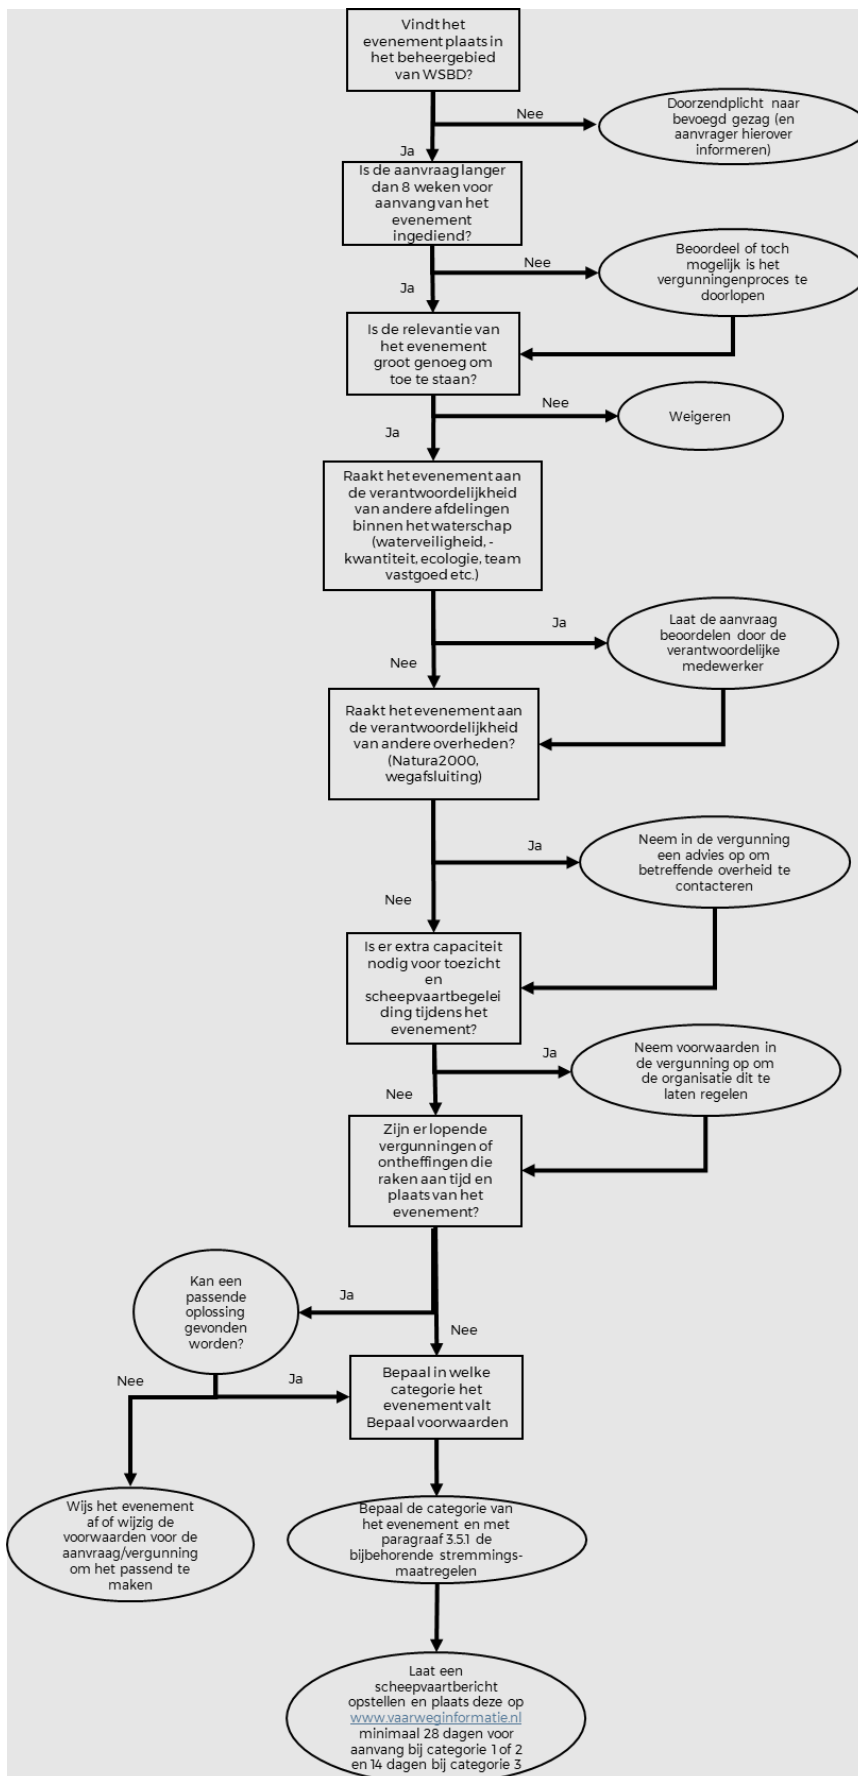 Vindt het
evenement plaats in
het beheergebied
van WSBD?
Nee
Doorzendplicht naar
bevoegd gezag (en
aanvrager hierover
informeren)
Ja
Is de aanvraag langer
dan 8 weken voor
aanvang van het
evenement
ingediend?
Nee
Beoordeel of toch
mogelijk is het
vergunningenproces te
doorlopen
Ja
Is de relevantie van
het evenement
groot genoeg om
toe te staan?
Nee
Weigeren
Ja
Raakt het evenement aan
de verantwoordelijkheid
van andere afdelingen
binnen het waterschap
(waterveiligheid, -
kwantiteit, ecologie, team
vastgoed etc.)
Ja
Laat de aanvraag
beoordelen door de
verantwoordelijke
medewerker
Nee
Raakt het evenement aan
de verantwoordelijkheid
van andere overheden?
(Natura2000,
wegafsluiting)
Ja
Neem in de vergunning
een advies op om
betreffende overheid te
contacteren
Nee
Is er extra capaciteit
nodig voor toezicht
en
scheepvaartbegelei
ding tijdens het
evenement?
Ja
Neem voorwaarden in
de vergunning op om
de organisatie dit te
laten regelen
Nee
Zijn er lopende
vergunningen of
ontheffingen die
raken aan tijd en
plaats van het
evenement?
Kan een
passende
oplossing
gevonden
worden?
Ja
Nee
Nee
Ja
Bepaal in welke
categorie het
evenement valt
Bepaal voorwaarden
Wijs het evenement
af of wijzig de
voorwaarden voor de
aanvraag/vergunning
om het passend te
maken
Bepaal de categorie van
het evenement en met
paragraaf 3.5.1 de
bijbehorende stremmings-
maatregelen
Laat een
scheepvaartbericht
opstellen en plaats deze op
www.vaarweginformatie.nl
minimaal 28 dagen voor
aanvang bij categorie 1 of 2
en 14 dagen bij categorie 3